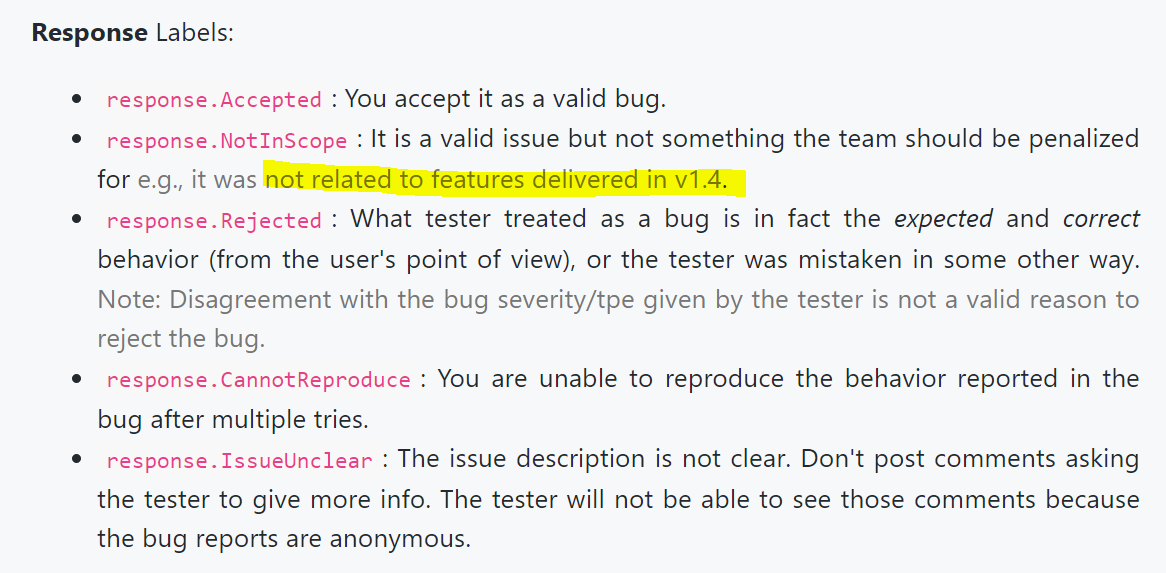 Response Labels:
response.Accepted : You accept it as a valid bug.
response.NotInScope : It is a valid issue but not something the team should be penalized
for e.g., it was not related to features delivered in v1.4.
response.Rejected : What tester treated as a bug is in fact the expected and correct
behavior (from the user's point of view), or the tester was mistaken in some other way.
Note: Disagreement with the bug severity/tpe given by the tester is not a valid reason to
reject the bug.
response.CannotReproduce : You are unable to reproduce the behavior reported in the
bug after multiple tries.
response.IssueUnclear : The issue description is not clear. Don't post comments asking
the tester to give more info. The tester will not be able to see those comments because
the bug reports are anonymous.